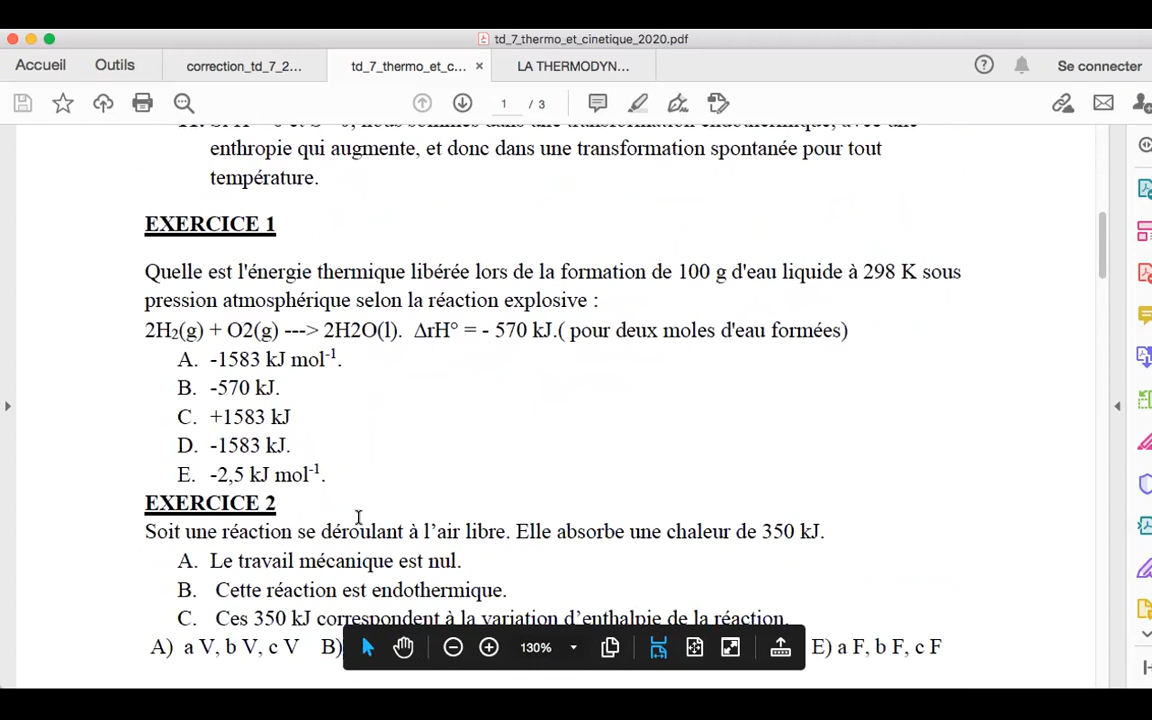 td_7_thermo_et_cinetique_2020.pdf
Accueil Outils correction_td_7_2... td_7_thermo_et_c... × LA THERMODYN... Se connecter
1 / 3
enthropie qui augmente, et donc dans une transformation spontanée pour tout
température.
EXERCICE 1
Quelle est l'énergie thermique libérée lors de la formation de 100 g d'eau liquide à 298 K sous
pression atmosphérique selon la réaction explosive :
2H₂(g) + O2(g) ---> 2H2O(l). ΔrH° = - 570 kJ.( pour deux moles d'eau formées)
A. -1583 kJ mol⁻¹.
B. -570 kJ.
C. +1583 kJ
D. -1583 kJ.
E. -2,5 kJ mol⁻¹.
EXERCICE 2
Soit une réaction se déroulant à l’air libre. Elle absorbe une chaleur de 350 kJ.
A. Le travail mécanique est nul.
B. Cette réaction est endothermique.
C. Ces 350 kJ correspondent à la variation d’enthalpie de la réaction.
A) a V, b V, c V B) E) a F, b F, c F
130%